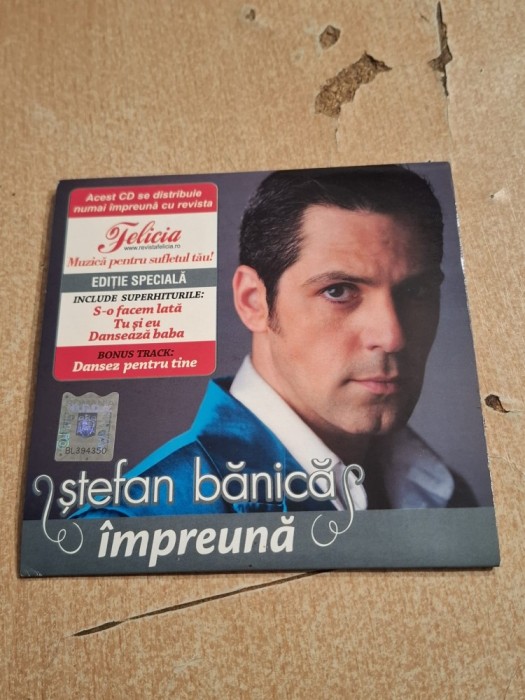 Acest CD se distribuie
numai împreună cu revista
Felicia
www.revistafelicia.ro
Muzică pentru sufletul tău!
EDIȚIE SPECIALĂ
INCLUDE SUPERHITURILE:
S-o facem lată
Tu și eu
Dansează baba
BONUS TRACK:
Dansez pentru tine
BL394350
ștefan bănică
împreună